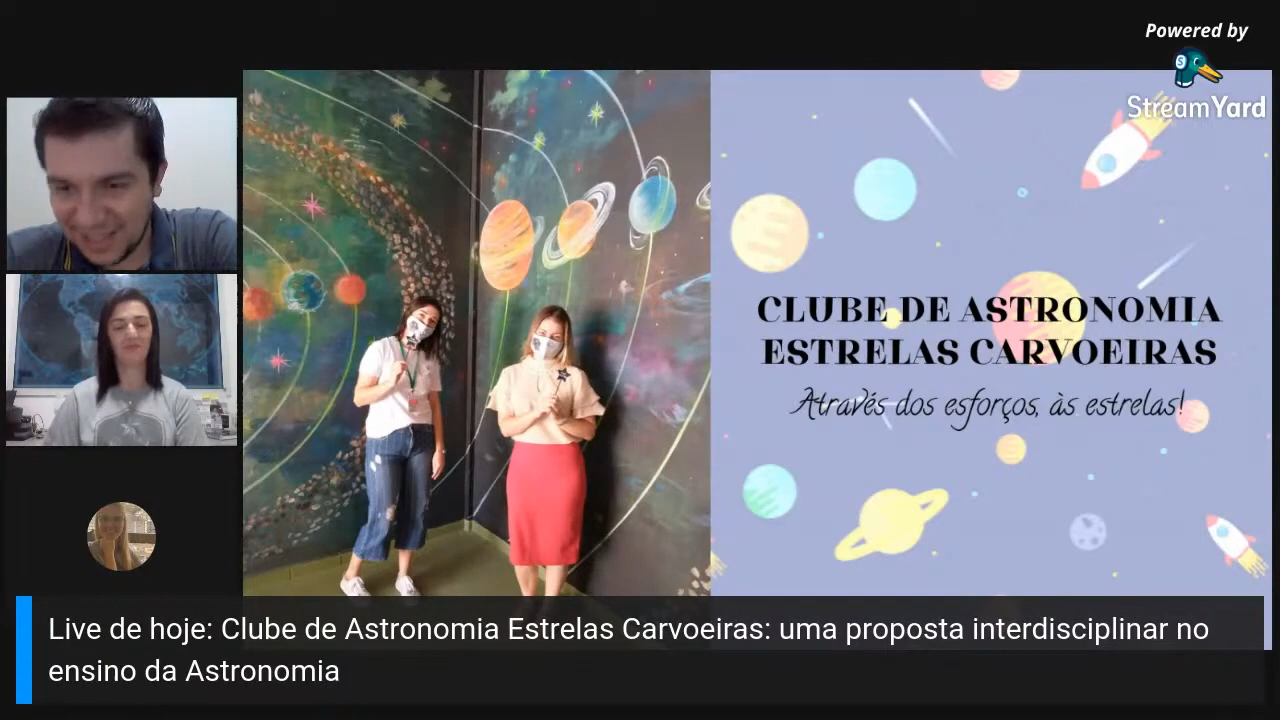 Powered by
StreamYard
CLUBE DE ASTRONOMIA
ESTRELAS CARVOEIRAS
Através dos esforços, às estrelas!
Live de hoje: Clube de Astronomia Estrelas Carvoeiras: uma proposta interdisciplinar no
ensino da Astronomia